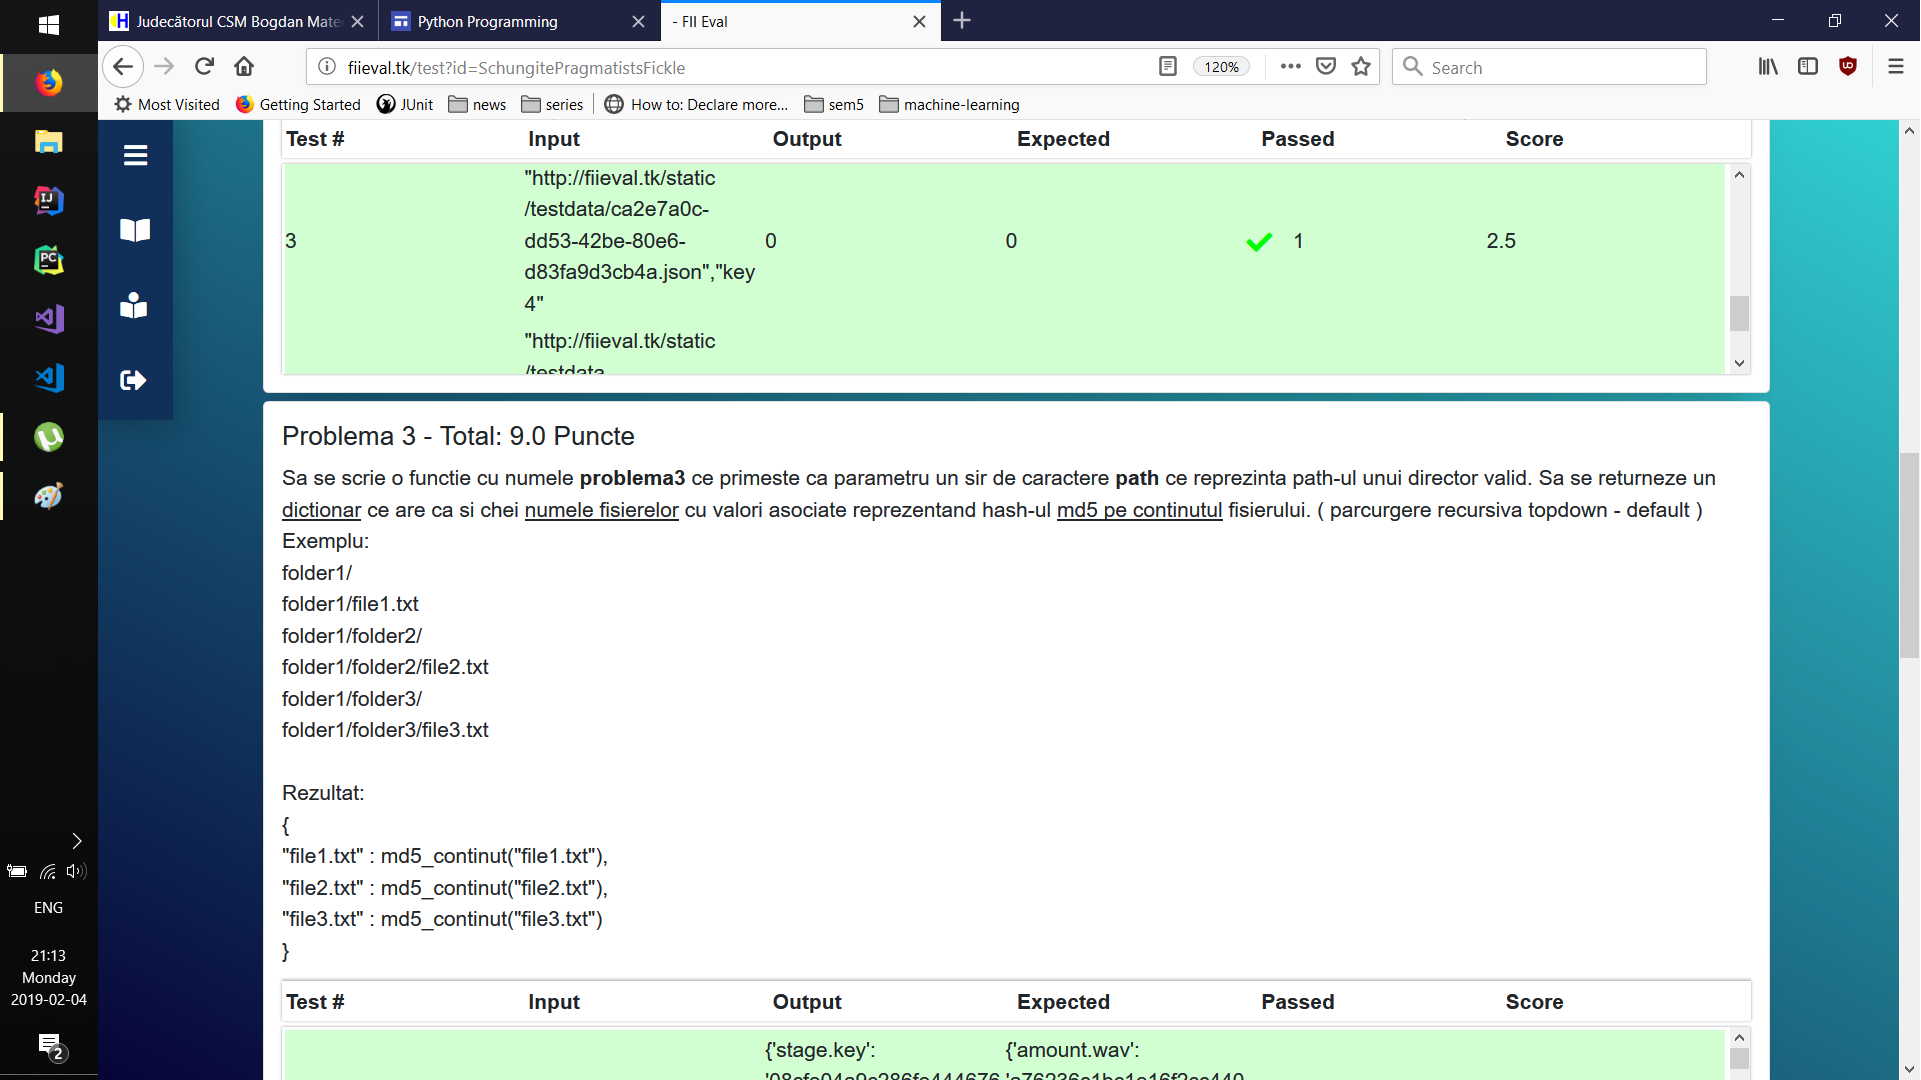 Judecătorul CSM Bogdan Mate
Python Programming
- FII Eval
fiieval.tk/test?id=SchungitePragmatistsFickle
120%
Search
Most Visited
Getting Started
JUnit
news
series
How to: Declare more...
sem5
machine-learning
Test # Input Output Expected Passed Score
"http://fiieval.tk/static
/testdata/ca2e7a0c-
3 dd53-42be-80e6- 0 0 1 2.5
d83fa9d3cb4a.json","key
4"
"http://fiieval.tk/static
/testdata
Problema 3 - Total: 9.0 Puncte
Sa se scrie o functie cu numele problema3 ce primeste ca parametru un sir de caractere path ce reprezinta path-ul unui director valid. Sa se returneze un
dictionar ce are ca si chei numele fisierelor cu valori asociate reprezentand hash-ul md5 pe continutul fisierului. ( parcurgere recursiva topdown - default )
Exemplu:
folder1/
folder1/file1.txt
folder1/folder2/
folder1/folder2/file2.txt
folder1/folder3/
folder1/folder3/file3.txt
Rezultat:
{
"file1.txt" : md5_continut("file1.txt"),
"file2.txt" : md5_continut("file2.txt"),
"file3.txt" : md5_continut("file3.txt")
}
Test # Input Output Expected Passed Score
{'stage.key': {'amount.wav':
ENG
21:13
Monday
2019-02-04
2